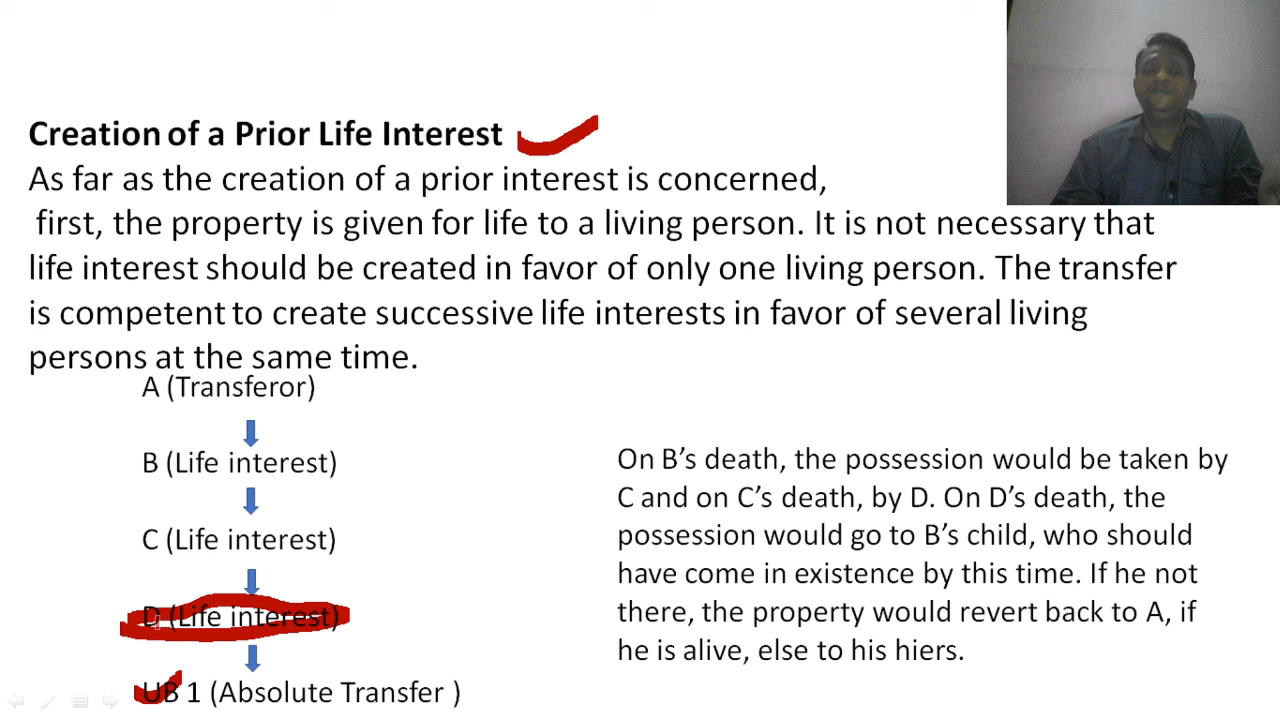 Creation of a Prior Life Interest
As far as the creation of a prior interest is concerned,
first, the property is given for life to a living person. It is not necessary that
life interest should be created in favor of only one living person. The transfer
is competent to create successive life interests in favor of several living
persons at the same time.
A (Transferor)
B (Life interest)
C (Life interest)
D (Life interest)
UB 1 (Absolute Transfer )
On B’s death, the possession would be taken by
C and on C’s death, by D. On D’s death, the
possession would go to B’s child, who should
have come in existence by this time. If he not
there, the property would revert back to A, if
he is alive, else to his hiers.